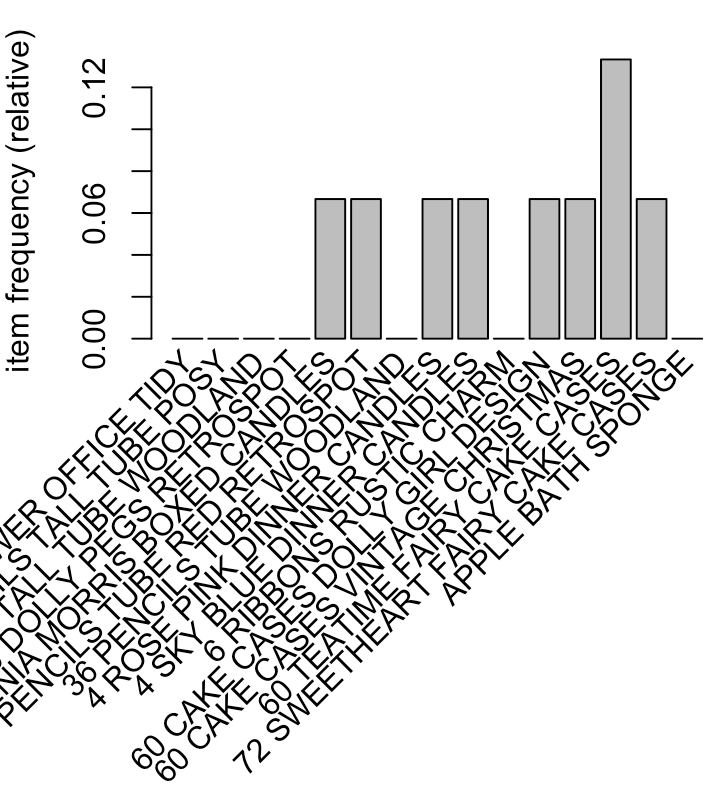 item frequency (relative)
0.00
0.06
0.12
OFFICE TIDY
TALL TUBE POSY
TALL TUBE WOODLAND
DOLLY PEGS RETROSPOT
MORRIS BOXED CANDLES
PENCILS TUBE RED RETROSPOT
36 PENCILS TUBE WOODLAND
4 ROSE PINK DINNER CANDLES
4 SKY BLUE DINNER CANDLES
6 RIBBONS RUSTIC CHARM
60 CAKE CASES DOLLY GIRL DESIGN
60 CAKE CASES VINTAGE CHRISTMAS
60 TEATIME FAIRY CAKE CASES
72 SWEETHEART FAIRY CAKE CASES
APPLE BATH SPONGE